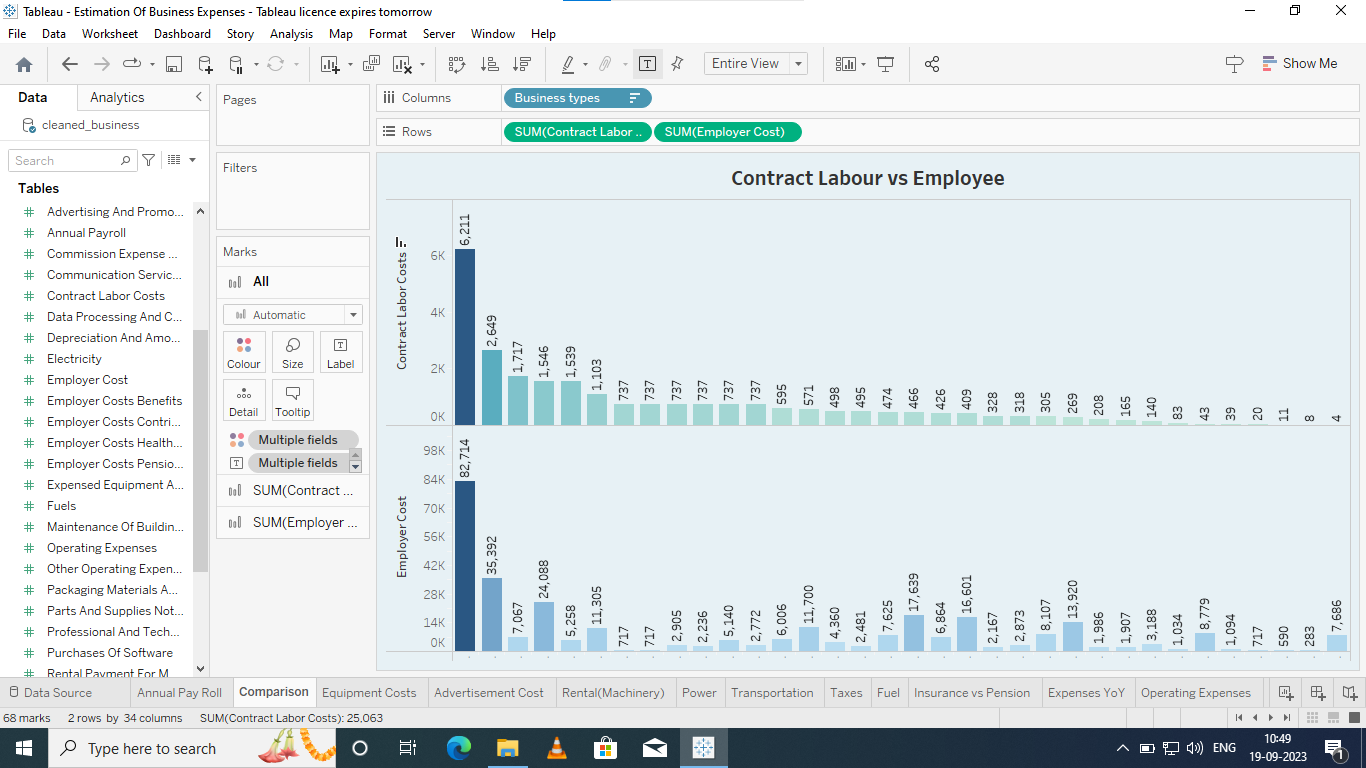 Tableau - Estimation Of Business Expenses - Tableau licence expires tomorrow
File Data Worksheet Dashboard Story Analysis Map Format Server Window Help
Entire View
Show Me
Data Analytics
cleaned_business
Search
Tables
Advertising And Promo...
Annual Payroll
Commission Expense ...
Communication Servic...
Contract Labor Costs
Data Processing And C...
Depreciation And Amo...
Electricity
Employer Cost
Employer Costs Benefits
Employer Costs Contri...
Employer Costs Health...
Employer Costs Pensio...
Expensed Equipment A...
Fuels
Maintenance Of Buildin...
Operating Expenses
Other Operating Expen...
Packaging Materials A...
Parts And Supplies Not...
Professional And Tech...
Purchases Of Software
Rental Payment For M
Pages
Filters
Marks
All
Automatic
Colour Size Label
Detail Tooltip
Multiple fields
Multiple fields
SUM(Contract ...
SUM(Employer ...
Columns Business types
Rows SUM(Contract Labor .. SUM(Employer Cost)
Contract Labour vs Employee
Contract Labor Costs
6K
4K
2K
0K
6,211 2,649 1,717 1,546 1,539 1,103 737 737 737 737 737 737 595 571 498 495 474 466 426 409 328 318 305 269 208 165 140 83 43 39 20 11 8 4
Employer Cost
98K
84K
70K
56K
42K
28K
14K
0K
82,714 35,392 7,067 24,088 5,258 11,305 717 717 2,905 2,236 5,140 2,772 6,006 11,700 4,360 2,481 7,625 17,639 6,864 16,601 2,167 2,873 8,107 13,920 1,986 1,907 3,188 1,034 8,779 1,094 717 590 283 7,686
Data Source Annual Pay Roll Comparison Equipment Costs Advertisement Cost Rental(Machinery) Power Transportation Taxes Fuel Insurance vs Pension Expenses YoY Operating Expenses
68 marks 2 rows by 34 columns SUM(Contract Labor Costs): 25,063
Type here to search
ENG
10:49
19-09-2023
1